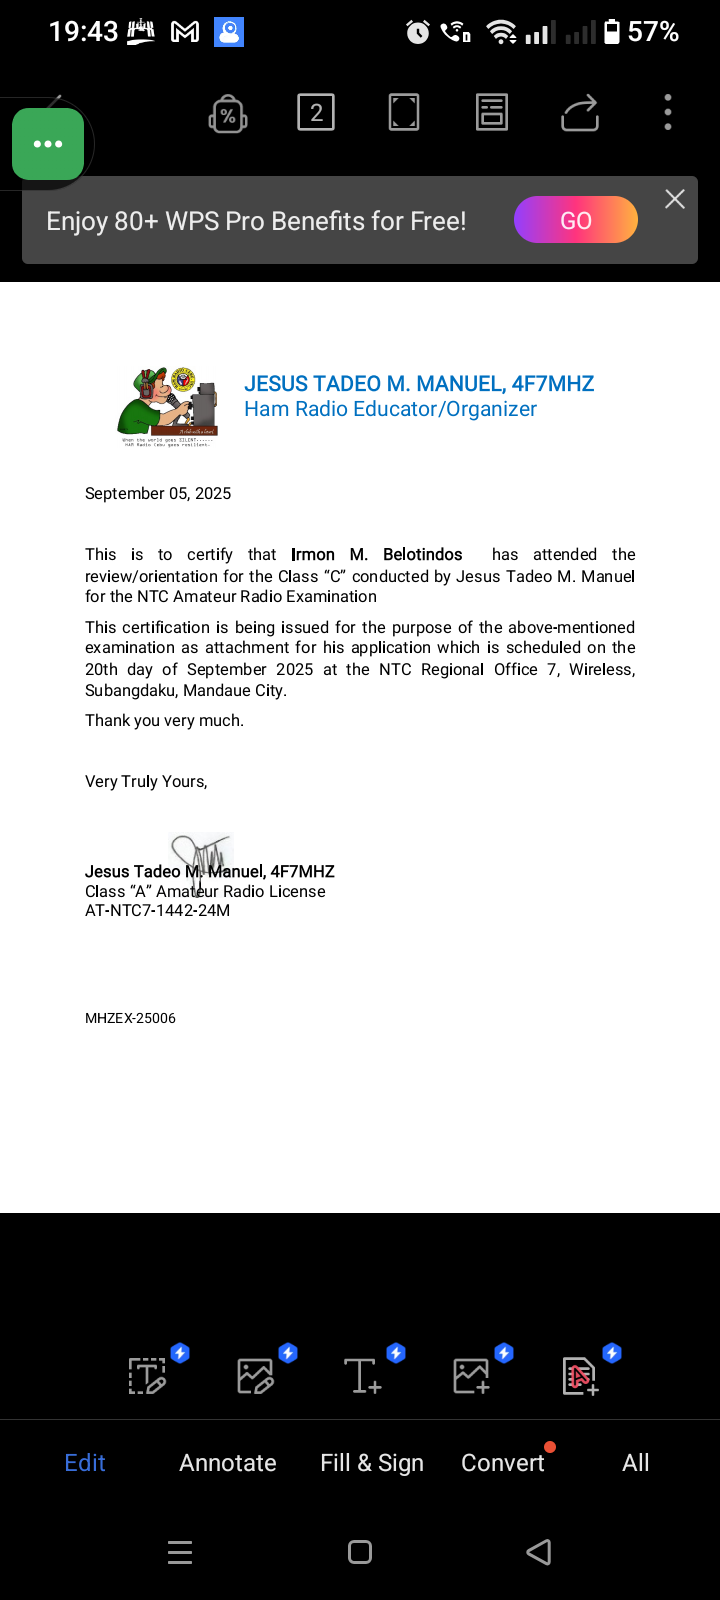 19:43
57%
%
2
Enjoy 80+ WPS Pro Benefits for Free!
GO
JESUS TADEO M. MANUEL, 4F7MHZ
Ham Radio Educator/Organizer
When the world goes SILENT......
HAM Radio Cebu goes resilient.
September 05, 2025
This is to certify that Irmon M. Belotindos has attended the
review/orientation for the Class “C” conducted by Jesus Tadeo M. Manuel
for the NTC Amateur Radio Examination
This certification is being issued for the purpose of the above-mentioned
examination as attachment for his application which is scheduled on the
20th day of September 2025 at the NTC Regional Office 7, Wireless,
Subangdaku, Mandaue City.
Thank you very much.
Very Truly Yours,
Jesus Tadeo M. Manuel, 4F7MHZ
Class “A” Amateur Radio License
AT-NTC7-1442-24M
MHZEX-25006
Edit
Annotate
Fill & Sign
Convert
All